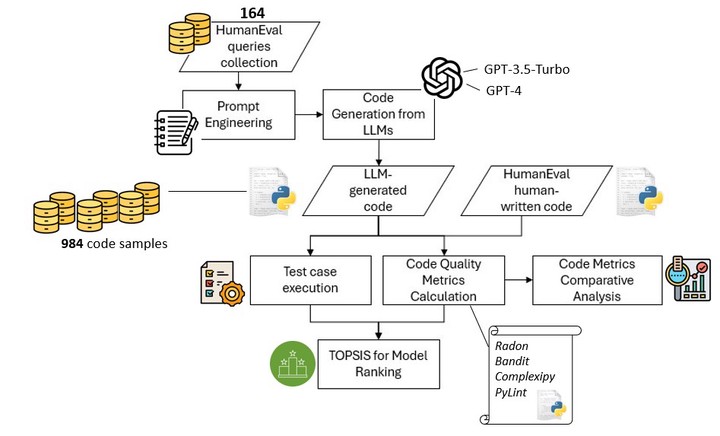 164
HumanEval
queries
collection
GPT-3.5-Turbo
GPT-4
Prompt
Engineering
Code
Generation from
LLMs
LLM-
generated
code
HumanEval
human-
written code
984 code samples
Test case
execution
Code Quality
Metrics
Calculation
Code Metrics
Comparative
Analysis
TOPSIS for Model
Ranking
Radon
Bandit
Complexipy
PyLint